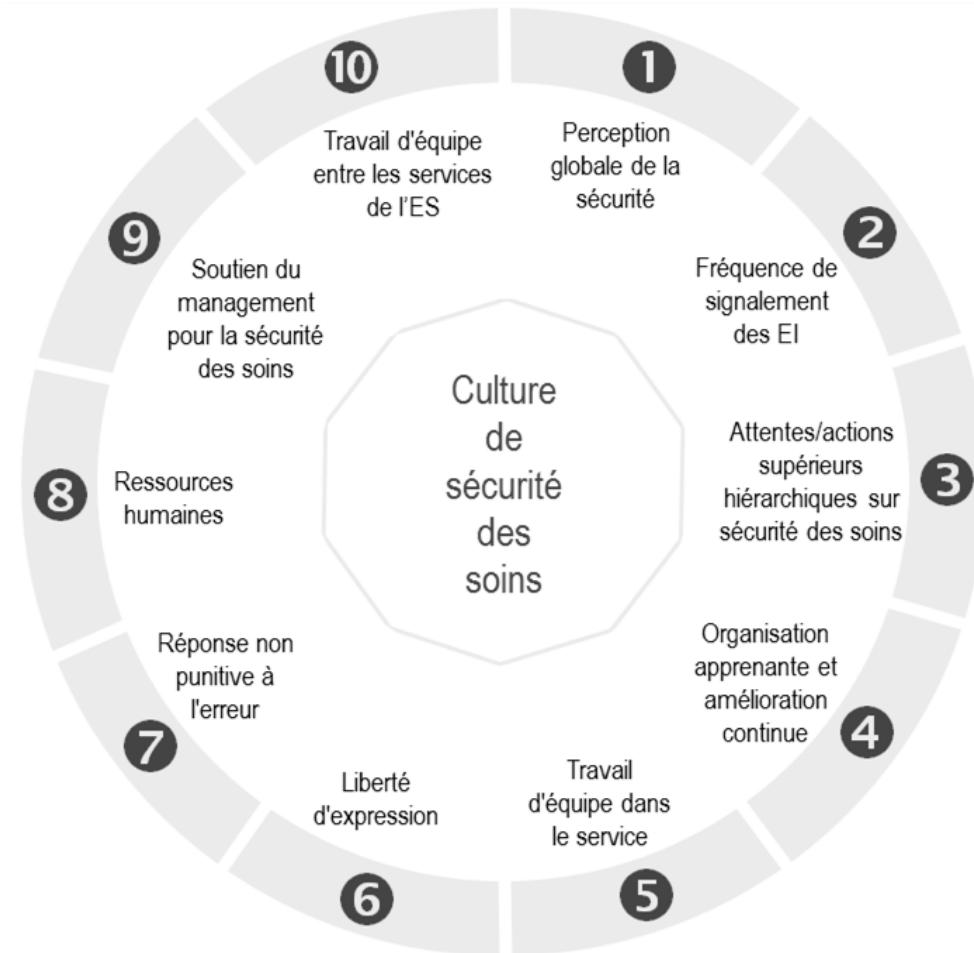 1
Perception
globale de la
sécurité
2
Fréquence de
signalement
des EI
3
Attentes/actions
supérieurs
hiérarchiques sur
sécurité des soins
4
Organisation
apprenante et
amélioration
continue
5
Travail
d'équipe dans
le service
6
Liberté
d'expression
7
Réponse non
punitive à
l'erreur
8
Ressources
humaines
9
Soutien du
management
pour la sécurité
des soins
10
Travail d'équipe
entre les services
de l'ES
Culture
de
sécurité
des
soins